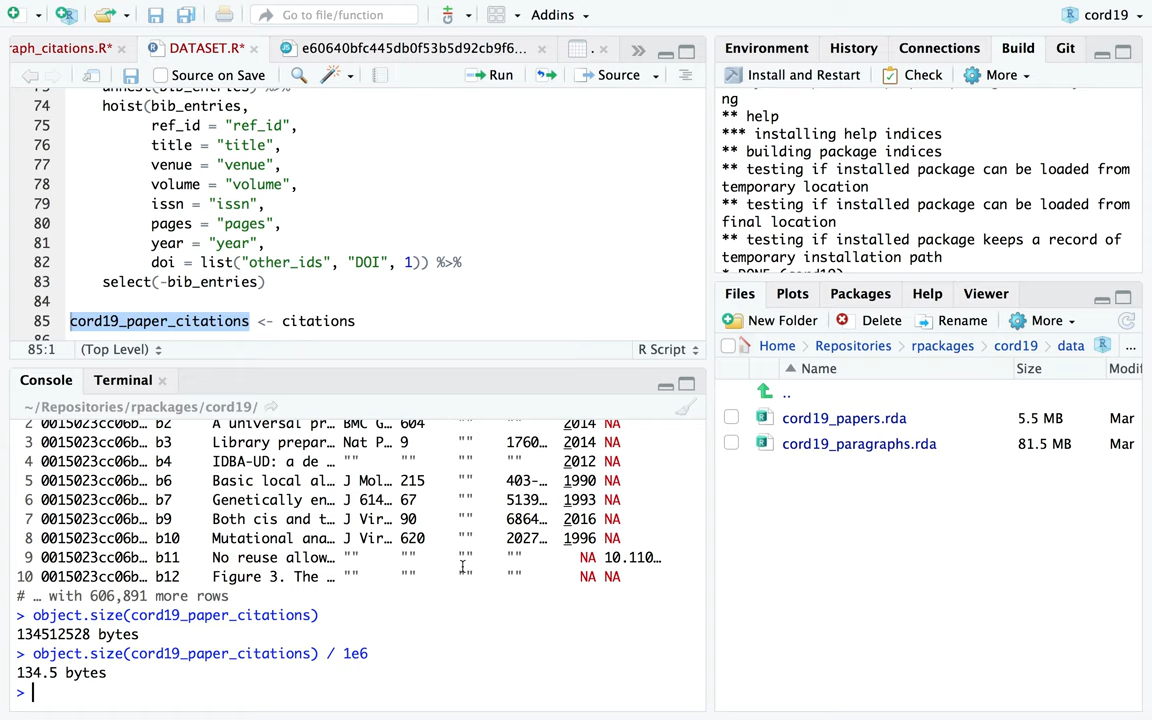 Go to file/function
Addins
cord19
raph_citations.R*
DATASET.R*
e60640bfc445db0f53b5d92cb9f6...
.
Source on Save
Run
Source
74 hoist(bib_entries,
75 ref_id = "ref_id",
76 title = "title",
77 venue = "venue",
78 volume = "volume",
79 issn = "issn",
80 pages = "pages",
81 year = "year",
82 doi = list("other_ids", "DOI", 1)) %>%
83 select(-bib_entries)
84
85 cord19_paper_citations <- citations
85:1 (Top Level) R Script
Console Terminal
~/Repositories/rpackages/cord19/
2 0015023cc06b… b2 A universal pr… BMC G… 604 "" "" 2014 NA
3 0015023cc06b… b3 Library prepar… Nat P… 9 "" 1760… 2014 NA
4 0015023cc06b… b4 IDBA-UD: a de … "" "" "" "" 2012 NA
5 0015023cc06b… b6 Basic local al… J Mol… 215 "" 403-… 1990 NA
6 0015023cc06b… b7 Genetically en… J 614… 67 "" 5139… 1993 NA
7 0015023cc06b… b9 Both cis and t… J Vir… 90 "" 6864… 2016 NA
8 0015023cc06b… b10 Mutational ana… J Vir… 620 "" 2027… 1996 NA
9 0015023cc06b… b11 No reuse allow… "" "" "" "" NA 10.110…
10 0015023cc06b… b12 Figure 3. The … "" "" "" "" NA NA
# … with 606,891 more rows
> object.size(cord19_paper_citations)
134512528 bytes
> object.size(cord19_paper_citations) / 1e6
134.5 bytes
>
Environment History Connections Build Git
Install and Restart Check More
ng
** help
*** installing help indices
** building package indices
** testing if installed package can be loaded from
temporary location
** testing if installed package can be loaded from
final location
** testing if installed package keeps a record of
temporary installation path
* DONE (cord19)
Files Plots Packages Help Viewer
New Folder Delete Rename More
Home Repositories rpackages cord19 data ...
Name Size Modif
..
cord19_papers.rda 5.5 MB Mar
cord19_paragraphs.rda 81.5 MB Mar